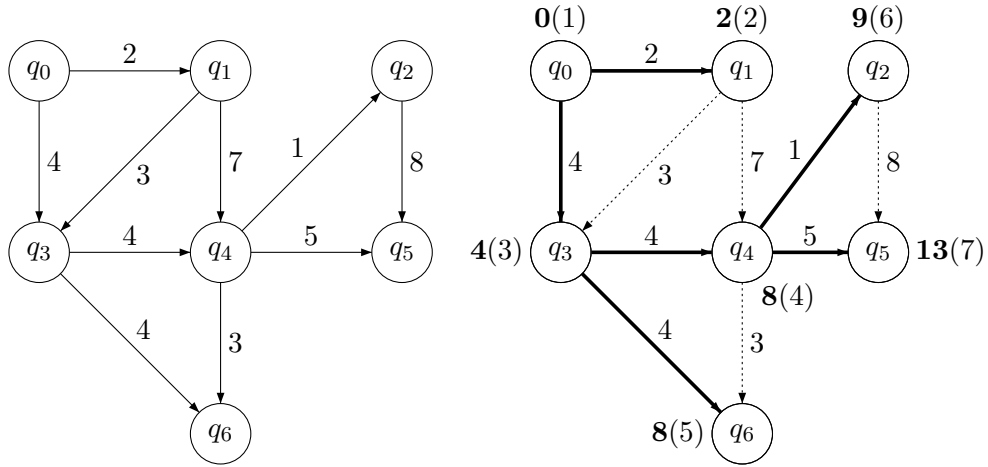 0(1) 2(2) 9(6)
q0 2 q1 q2 q0 2 q1 q2
4 3 7 1 8 4 3 7 1 8
q3 4 q4 5 q5 4(3) q3 4 q4 5 q5 13(7)
8(4)
4 3 4 3
q6 8(5) q6